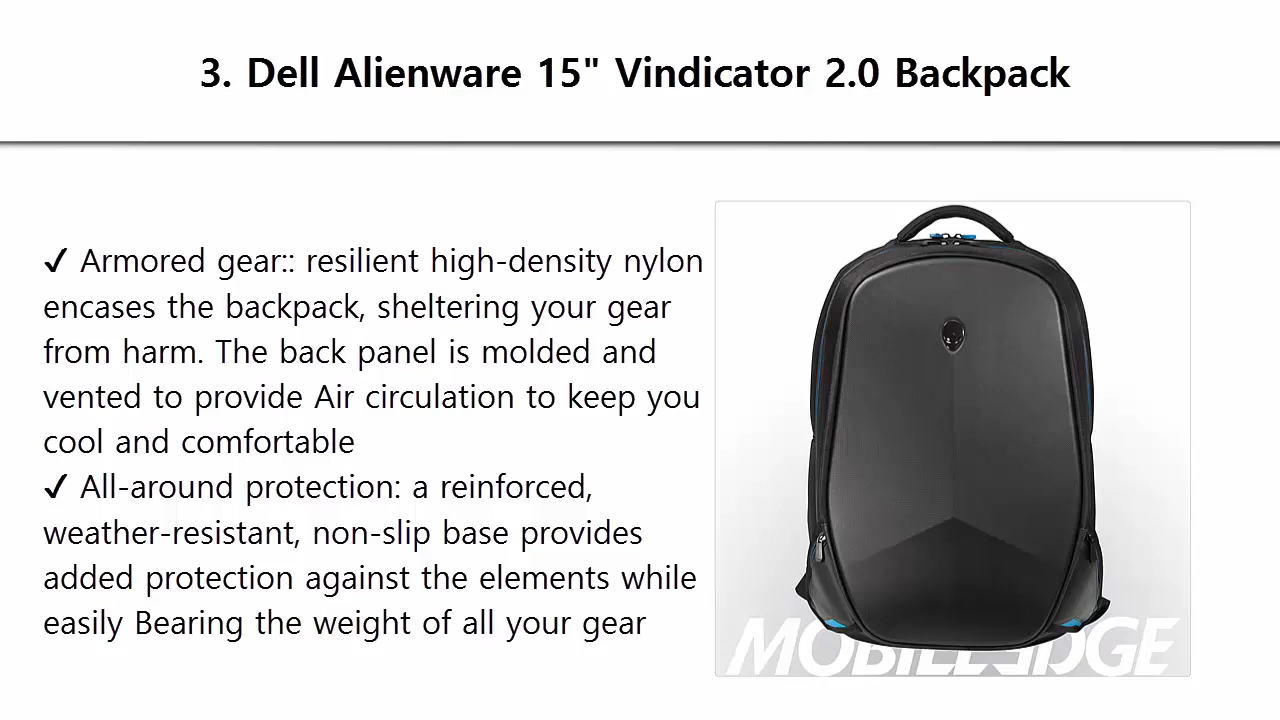 3. Dell Alienware 15" Vindicator 2.0 Backpack
✓ Armored gear:: resilient high-density nylon
encases the backpack, sheltering your gear
from harm. The back panel is molded and
vented to provide Air circulation to keep you
cool and comfortable
✓ All-around protection: a reinforced,
weather-resistant, non-slip base provides
added protection against the elements while
easily Bearing the weight of all your gear
MOBILE EDGE